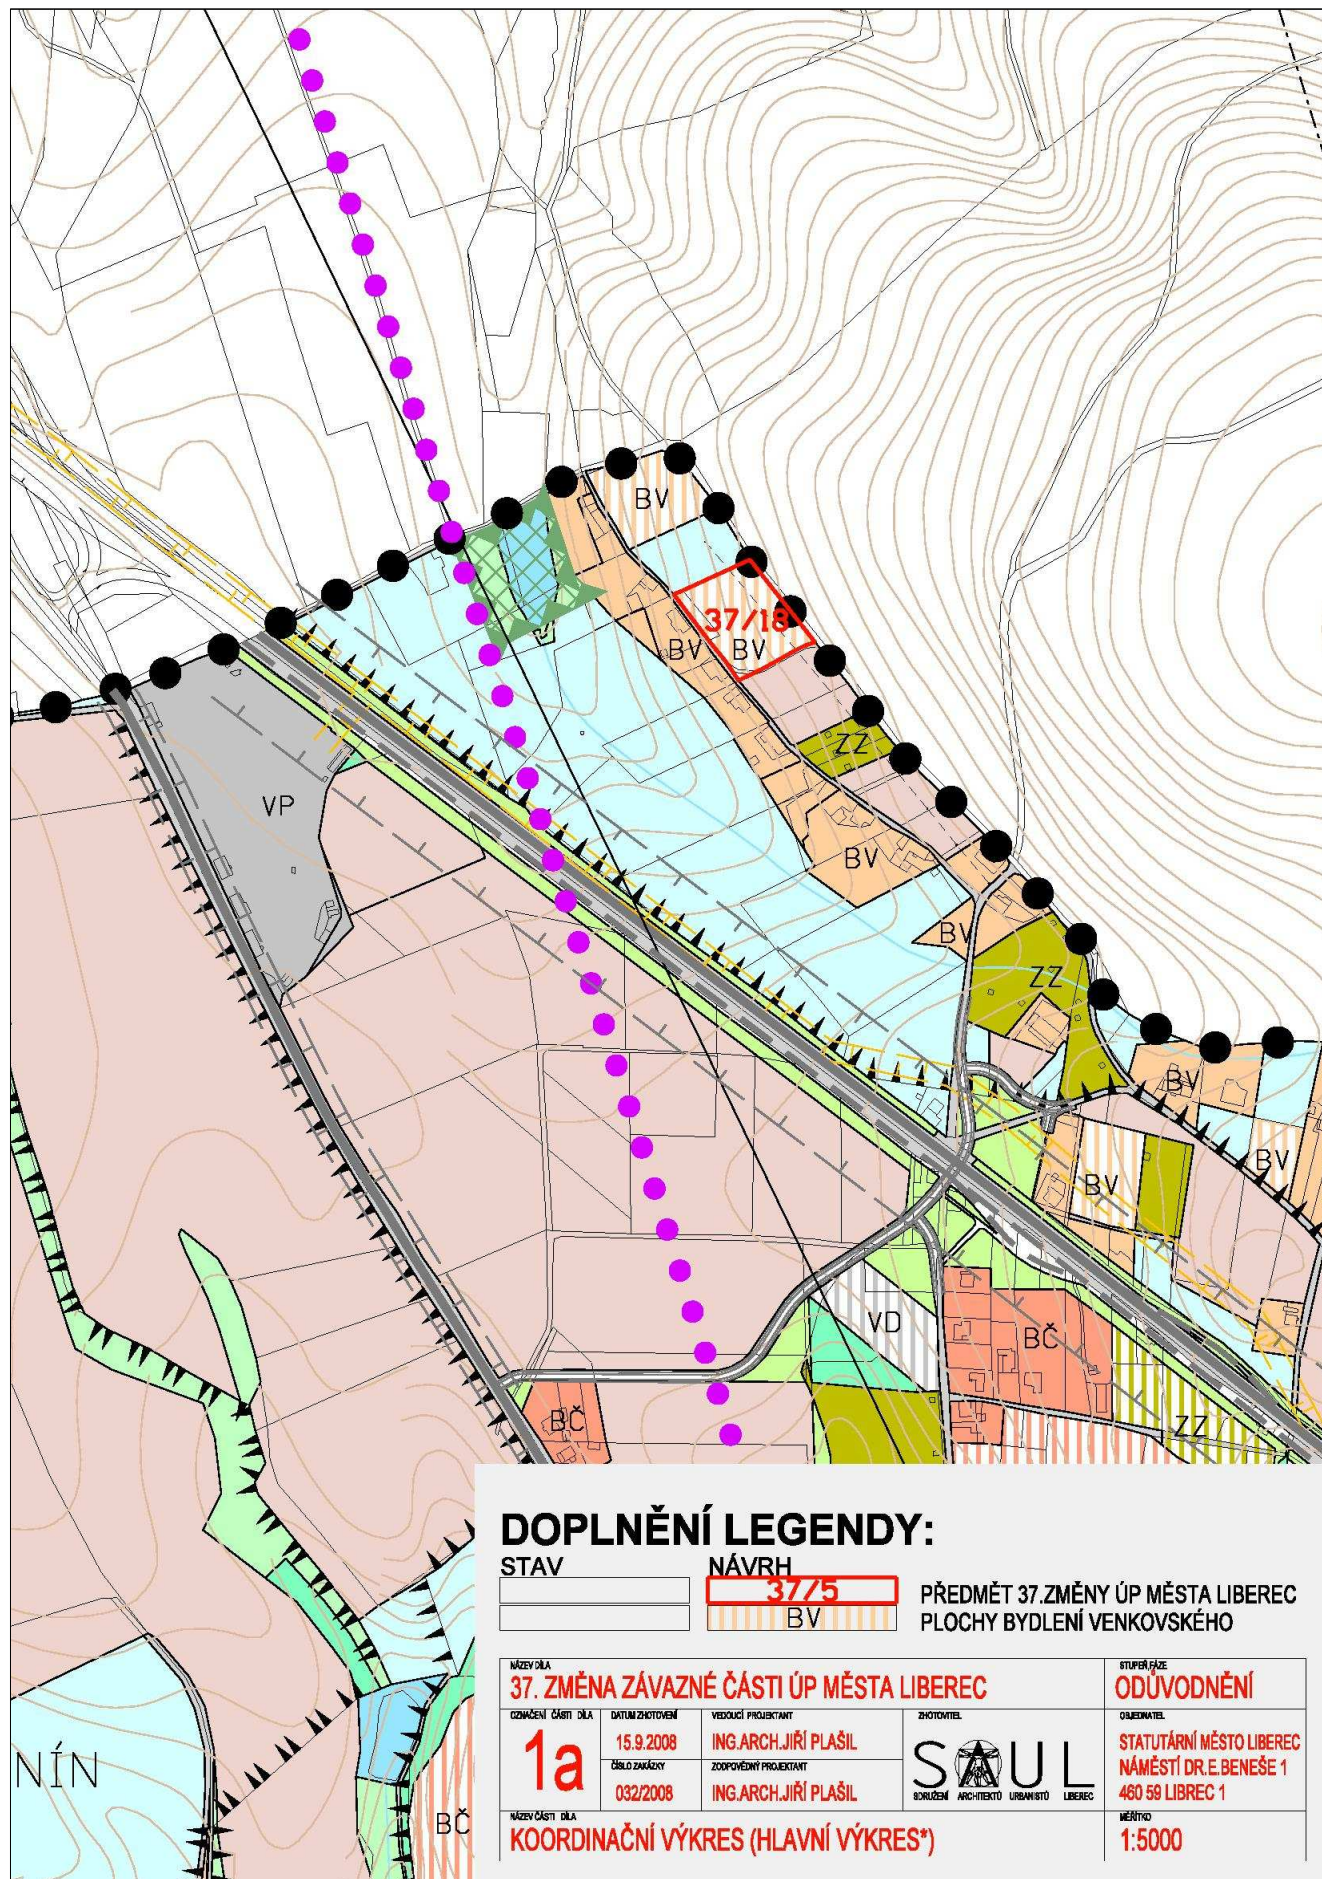 BV
37/18
BV
BV
ZZ
VP
BV
BV
ZZ
BV
BV
BV
VD
BČ
BČ
ZZ
NÍN
BČ
DOPLNĚNÍ LEGENDY:
STAV NÁVRH
37/5 PŘEDMĚT 37.ZMĚNY ÚP MĚSTA LIBEREC
BV PLOCHY BYDLENÍ VENKOVSKÉHO
NÁZEV DÍLA
37. ZMĚNA ZÁVAZNÉ ČÁSTI ÚP MĚSTA LIBEREC
STUPEŇ,FÁZE
ODŮVODNĚNÍ
OZNAČENÍ ČÁSTI DÍLA
1a
DATUM ZHOTOVENÍ
15.9.2008
VEDOUCÍ PROJEKTANT
ING.ARCH.JIŘÍ PLAŠIL
ČÍSLO ZAKÁZKY
032/2008
ZODPOVĚDNÝ PROJEKTANT
ING.ARCH.JIŘÍ PLAŠIL
ZHOTOVITEL
SAUL
SDRUŽENÍ ARCHITEKTŮ URBANISTŮ LIBEREC
OBJEDNATEL
STATUTÁRNÍ MĚSTO LIBEREC
NÁMĚSTÍ DR.E.BENEŠE 1
460 59 LIBREC 1
NÁZEV ČÁSTI DÍLA
KOORDINAČNÍ VÝKRES (HLAVNÍ VÝKRES*)
MĚŘÍTKO
1:5000